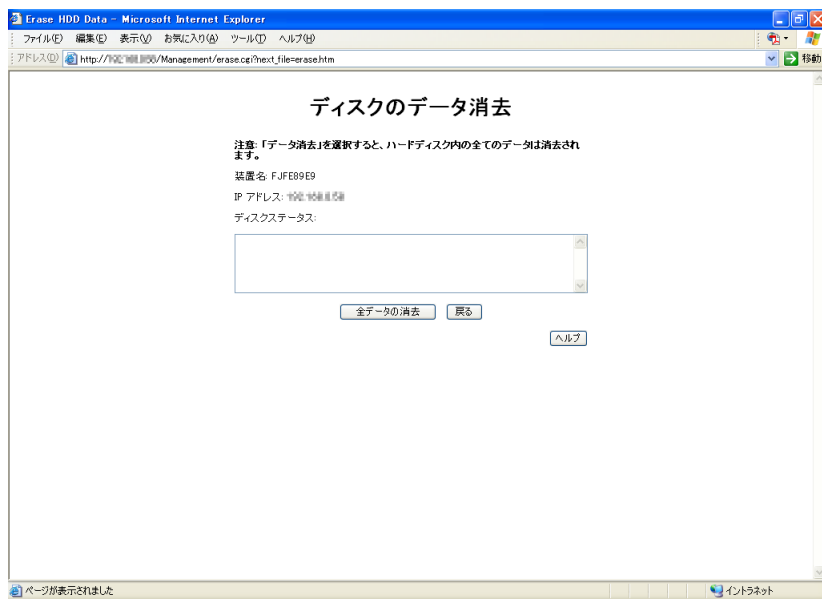 Erase HDD Data - Microsoft Internet Explorer
ファイル(F) 編集(E) 表示(V) お気に入り(A) ツール(T) ヘルプ(H)
アドレス(D) http:// /Management/erase.cgi?next_file=erase.htm 移動
ディスクのデータ消去
注意:「データ消去」を選択すると、ハードディスク内の全てのデータは消去され
ます。
装置名: FJFE89E9
IP アドレス:
ディスクステータス:
全データの消去 戻る
ヘルプ
ページが表示されました イントラネット